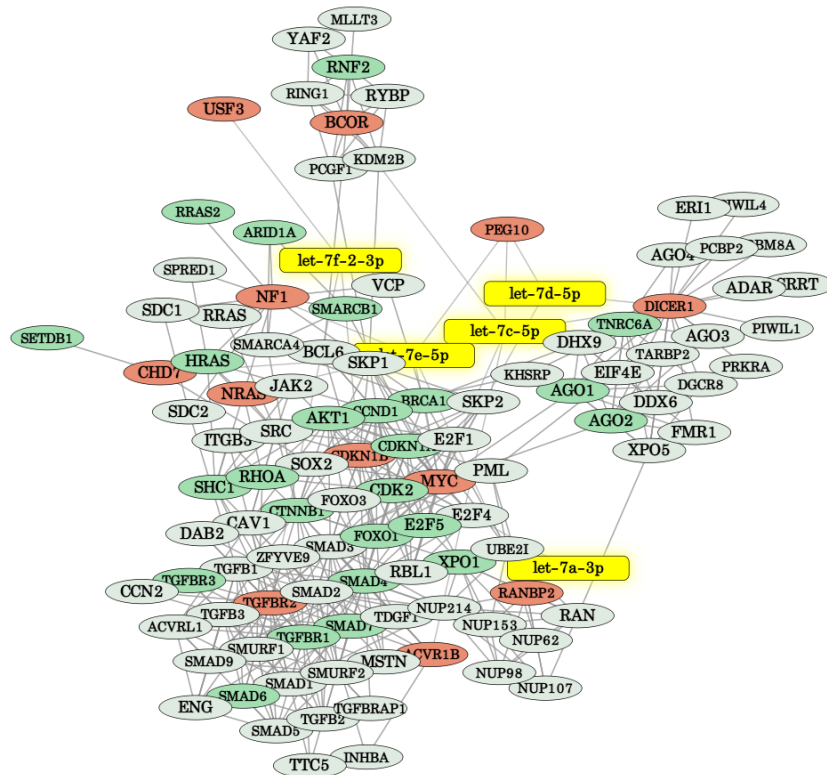 MLLT3
YAF2
RNF2
RING1
RYBP
USF3
BCOR
KDM2B
PCGF1
RRAS2
ARID1A
PEG10
ERI1
PIWIL4
PCBP2
AGO4
let-7f-2-3p
SPRED1
VCP
NF1
let-7d-5p
ADAR
DICER1
SDC1
RRAS
SMARCB1
TNRC6A
PIWIL1
let-7c-5p
SETDB1
SMARCA4
BCL6
DHX9
AGO3
HRAS
SKP1
TARBP2
CHD7
KHSRP
EIF4E
PRKRA
NRAS
JAK2
BRCA1
AGO1
DGCR8
SDC2
AKT1
CCND1
SKP2
DDX6
AGO2
ITGB3
SRC
E2F1
FMR1
XPO5
SOX2
CDKN1B
PML
RHOA
MYC
SHC1
CDK2
FOXO3
CTNNB1
E2F4
CAV1
E2F5
DAB2
FOXO1
SMAD3
UBE2I
ZFYVE9
XPO1
let-7a-3p
TGFB1
RBL1
TGFBR3
SMAD4
CCN2
SMAD2
RANBP2
TGFBR2
TGFB3
TDGF1
NUP214
RAN
ACVRL1
SMAD7
NUP153
TGFBR1
NUP62
SMURF1
ACVR1B
SMAD9
MSTN
SMURF2
NUP98
SMAD1
NUP107
SMAD6
ENG
TGFBRAP1
TGFB2
SMAD5
INHBA
TTC5